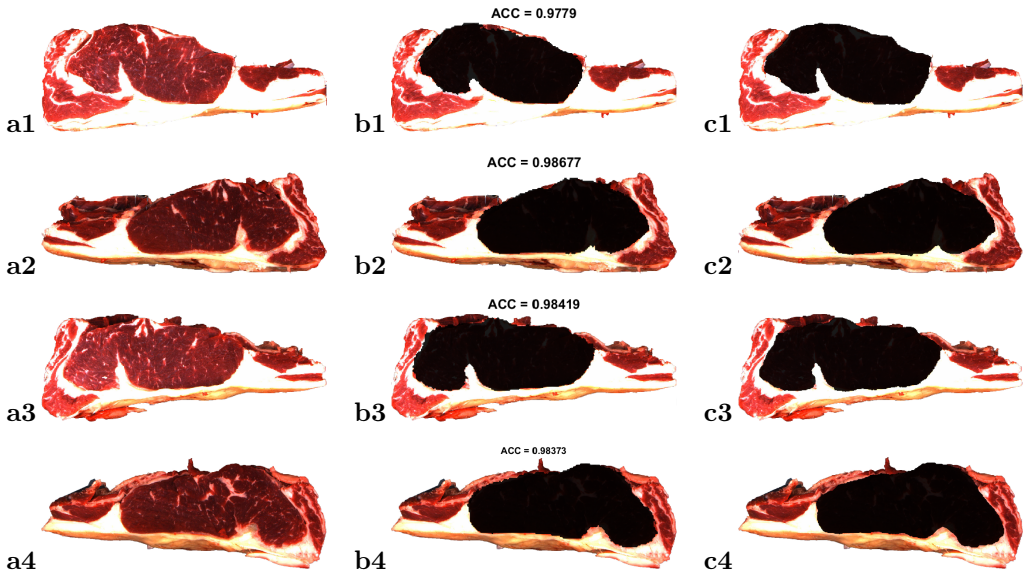 ACC = 0.9779
a1 b1 c1
ACC = 0.98677
a2 b2 c2
ACC = 0.98419
a3 b3 c3
ACC = 0.98373
a4 b4 c4